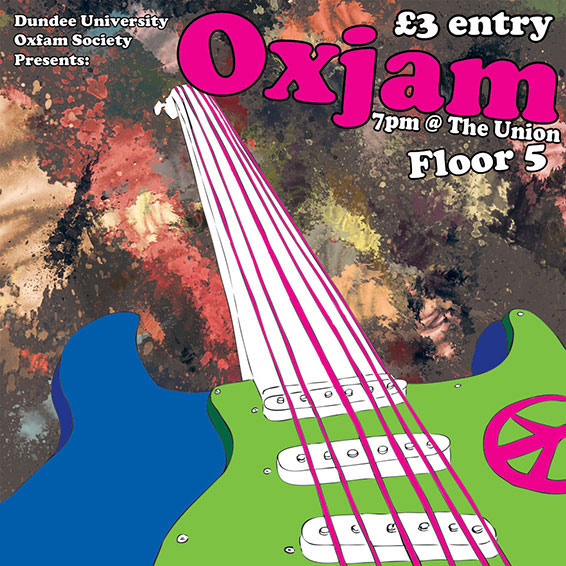 Dundee University
Oxfam Society
Presents:
£3 entry
Oxjam
7pm @ The Union
Floor 5